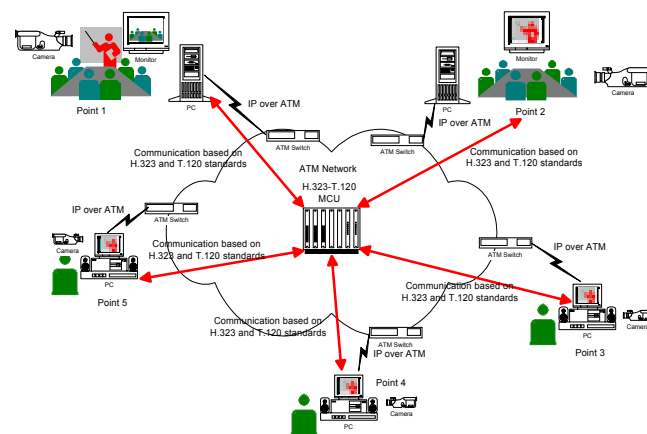 Camera
Monitor
Point 1
PC
IP over ATM
ATM Switch
Communication based on
H.323 and T.120 standards
ATM Network
H.323-T.120
MCU
PC
IP over ATM
ATM Switch
Monitor
Point 2
Camera
Communication based on
H.323 and T.120 standards
IP over ATM
ATM Switch
Camera
PC
Point 5
Communication based on
H.323 and T.120 standards
ATM Switch
IP over ATM
Communication based on
H.323 and T.120 standards
PC
Camera
Point 3
Communication based on
H.323 and T.120 standards
ATM Switch
IP over ATM
Point 4
PC
Camera